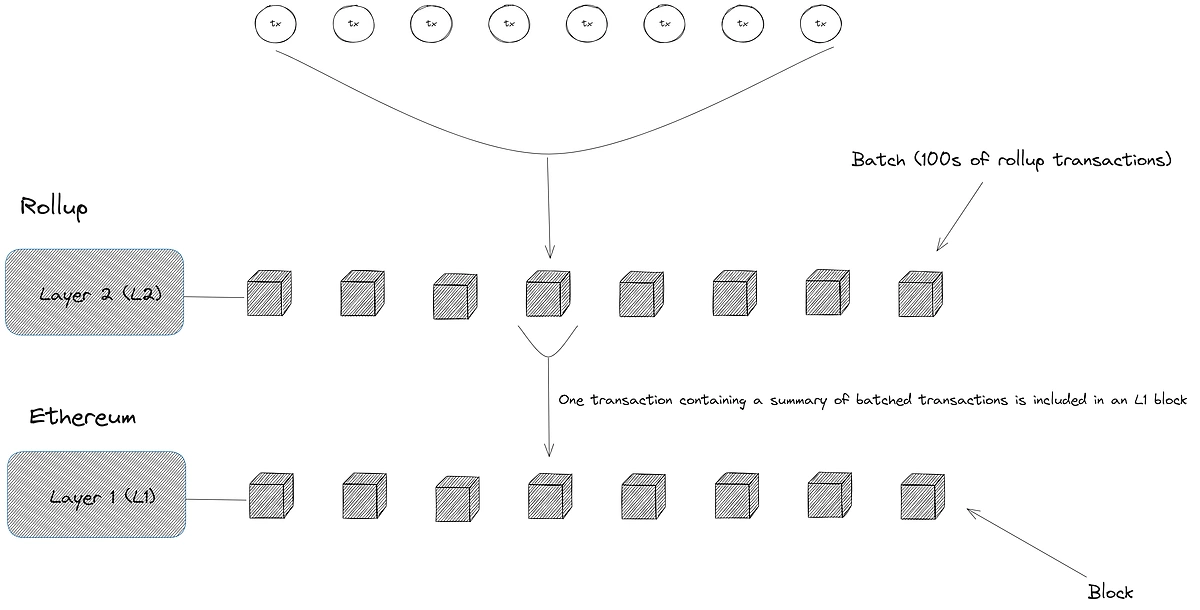 tx tx tx tx tx tx tx tx
Batch (100s of rollup transactions)
Rollup
Layer 2 (L2)
One transaction containing a summary of batched transactions is included in an L1 block
Ethereum
Layer 1 (L1)
Block